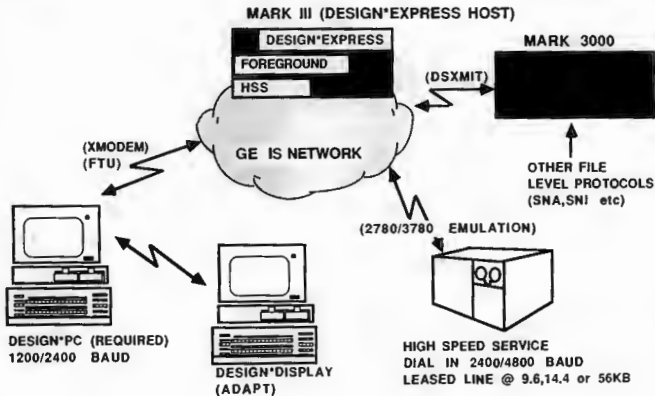 MARK III (DESIGN*EXPRESS HOST)
DESIGN*EXPRESS
FOREGROUND
HSS
MARK 3000
(DSXMIT)
(XMODEM)
(FTU)
GE IS NETWORK
OTHER FILE
LEVEL PROTOCOLS
(SNA,SNI etc)
(2780/3780 EMULATION)
DESIGN*PC (REQUIRED)
1200/2400 BAUD
DESIGN*DISPLAY
(ADAPT)
HIGH SPEED SERVICE
DIAL IN 2400/4800 BAUD
LEASED LINE @ 9.6,14.4 or 56KB